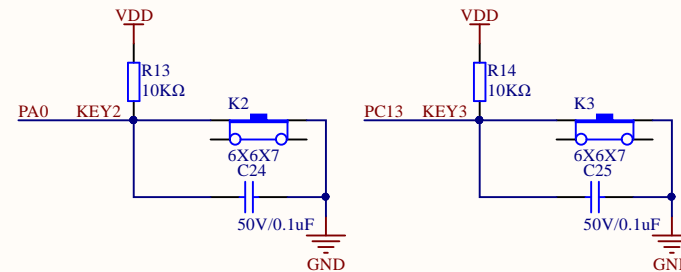 VDD VDD
R13 R14
10KΩ 10KΩ
K2 K3
PA0 KEY2 PC13 KEY3
6X6X7 6X6X7
C24 C25
50V/0.1uF 50V/0.1uF
GND GND